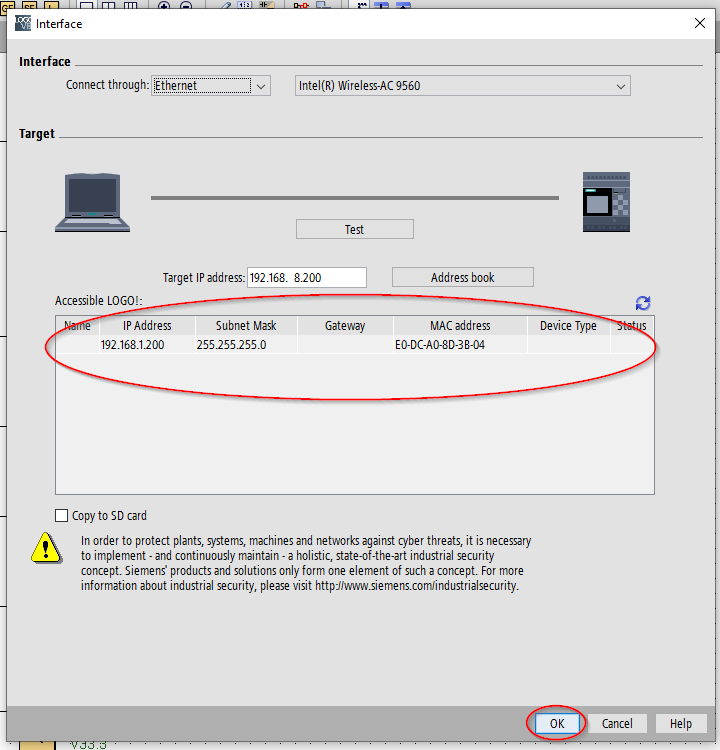 Interface
Interface
Connect through: Ethernet Intel(R) Wireless-AC 9560
Target
Test
Target IP address: 192.168. 8.200 Address book
Accessible LOGO!:
Name IP Address Subnet Mask Gateway MAC address Device Type Status
192.168.1.200 255.255.255.0 E0-DC-A0-8D-3B-04
Copy to SD card
In order to protect plants, systems, machines and networks against cyber threats, it is necessary
to implement - and continuously maintain - a holistic, state-of-the-art industrial security
concept. Siemens' products and solutions only form one element of such a concept. For more
information about industrial security, please visit http://www.siemens.com/industrialsecurity.
OK Cancel Help